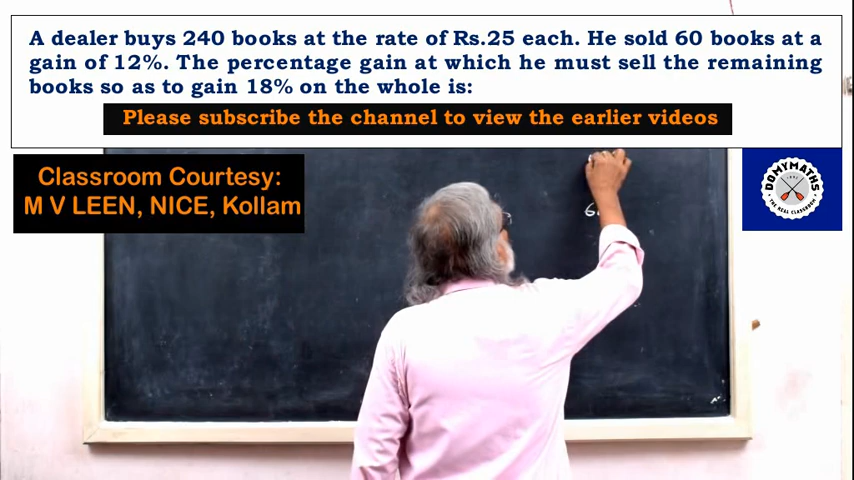 A dealer buys 240 books at the rate of Rs.25 each. He sold 60 books at a
gain of 12%. The percentage gain at which he must sell the remaining
books so as to gain 18% on the whole is:
Please subscribe the channel to view the earlier videos
Classroom Courtesy:
M V LEEN, NICE, Kollam
DOMYMATHS
THE REAL CLASSROOM